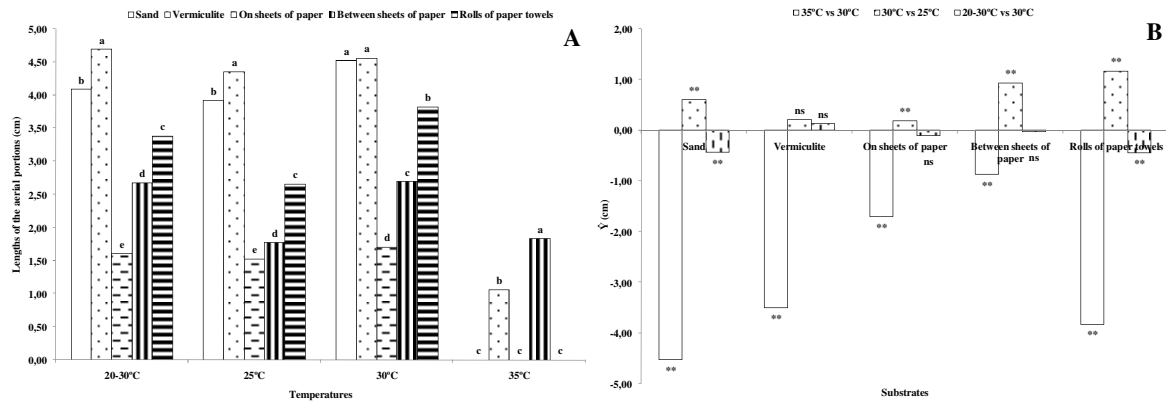 Sand Vermiculite On sheets of paper Between sheets of paper Rolls of paper towels
A
5,00
4,50
4,00
3,50
3,00
2,50
2,00
1,50
1,00
0,50
0,00
Lengths of the aerial portions (cm)
b a e d c
b a e c c
a a d c b
c b c a c
20-30ºC 25ºC 30ºC 35ºC
Temperatures
35ºC vs 30ºC 30ºC vs 25ºC 20-30ºC vs 30ºC
B
2,00
1,00
0,00
-1,00
-2,00
-3,00
-4,00
-5,00
Ŷ (cm)
** ** **
** ns ns
** ** ns
** ** ns
** ** **
Sand
Vermiculite
On sheets of paper
Between sheets of
paper
Rolls of paper towels
Substrates